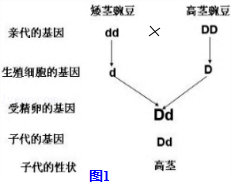 矮茎豌豆 高茎豌豆
亲代的基因 dd × DD
生殖细胞的基因 d D
受精卵的基因 Dd
子代的基因 Dd
子代的性状 高茎
图1